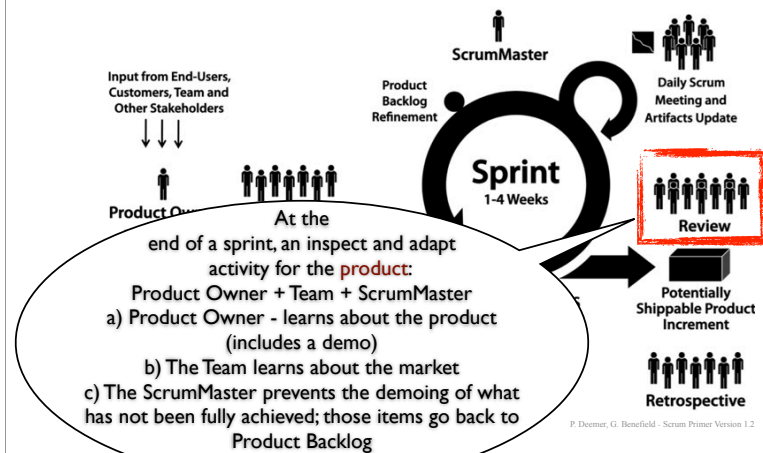 ScrumMaster
Input from End-Users,
Customers, Team and
Other Stakeholders
Product
Backlog
Refinement
Daily Scrum
Meeting and
Artifacts Update
Sprint
1-4 Weeks
Product
Review
At the
end of a sprint, an inspect and adapt
activity for the product:
Product Owner + Team + ScrumMaster
a) Product Owner - learns about the product
(includes a demo)
b) The Team learns about the market
c) The ScrumMaster prevents the demoing of what
has not been fully achieved; those items go back to
Product Backlog
Potentially
Shippable Product
Increment
Retrospective
P. Deemer, G. Benefield - Scrum Primer Version 1.2